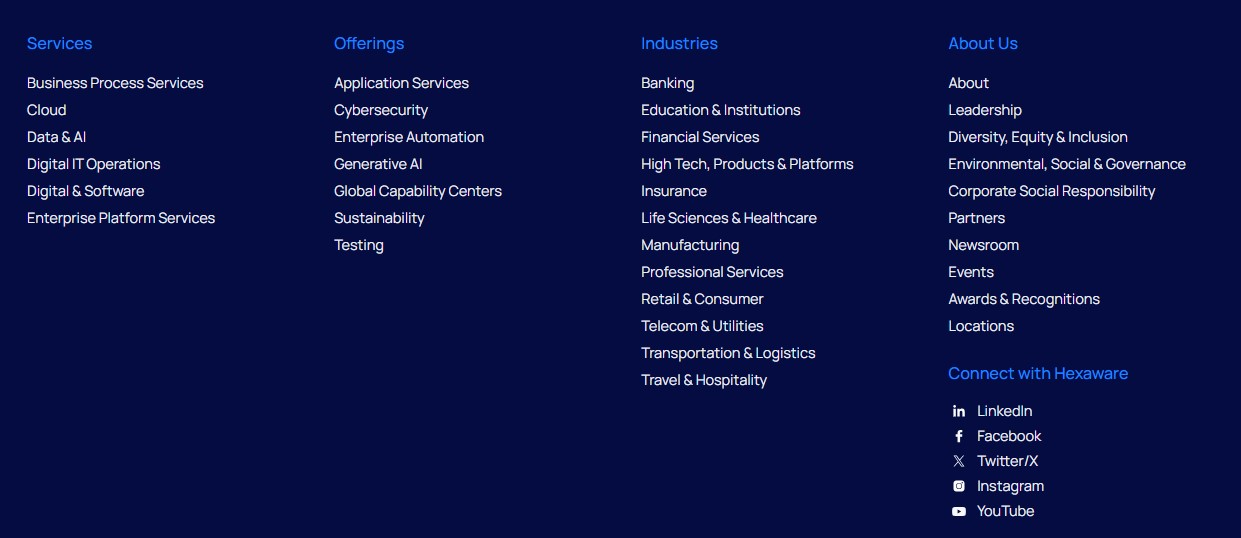 Services
Business Process Services
Cloud
Data & AI
Digital IT Operations
Digital & Software
Enterprise Platform Services
Offerings
Application Services
Cybersecurity
Enterprise Automation
Generative AI
Global Capability Centers
Sustainability
Testing
Industries
Banking
Education & Institutions
Financial Services
High Tech, Products & Platforms
Insurance
Life Sciences & Healthcare
Manufacturing
Professional Services
Retail & Consumer
Telecom & Utilities
Transportation & Logistics
Travel & Hospitality
About Us
About
Leadership
Diversity, Equity & Inclusion
Environmental, Social & Governance
Corporate Social Responsibility
Partners
Newsroom
Events
Awards & Recognitions
Locations
Connect with Hexaware
LinkedIn
Facebook
Twitter/X
Instagram
YouTube